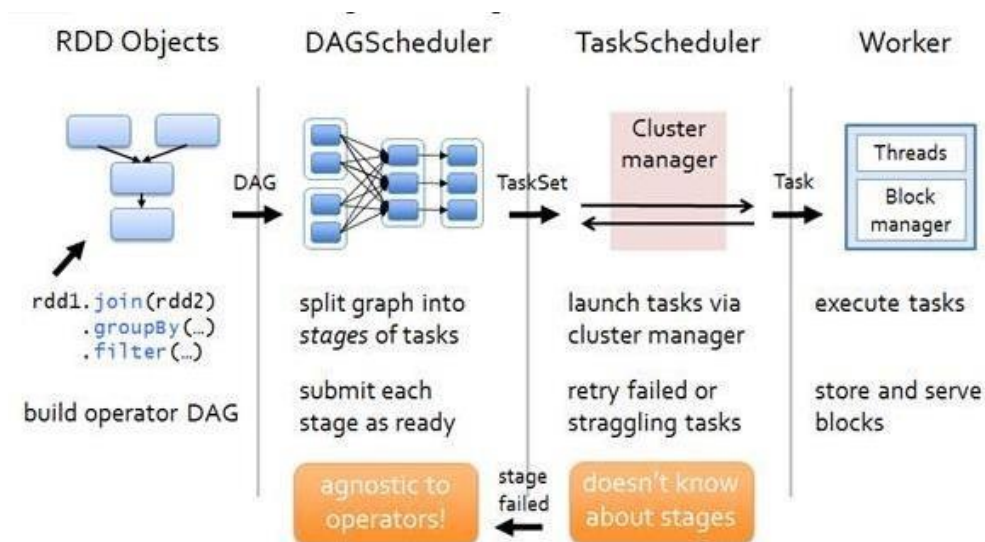 RDD Objects
DAGScheduler
TaskScheduler
Worker
DAG
TaskSet
Cluster
manager
Task
Threads
Block
manager
rdd1.join(rdd2)
.groupBy(…)
.filter(…)
build operator DAG
split graph into
stages of tasks
submit each
stage as ready
launch tasks via
cluster manager
retry failed or
straggling tasks
execute tasks
store and serve
blocks
agnostic to
operators!
stage
failed
doesn't know
about stages